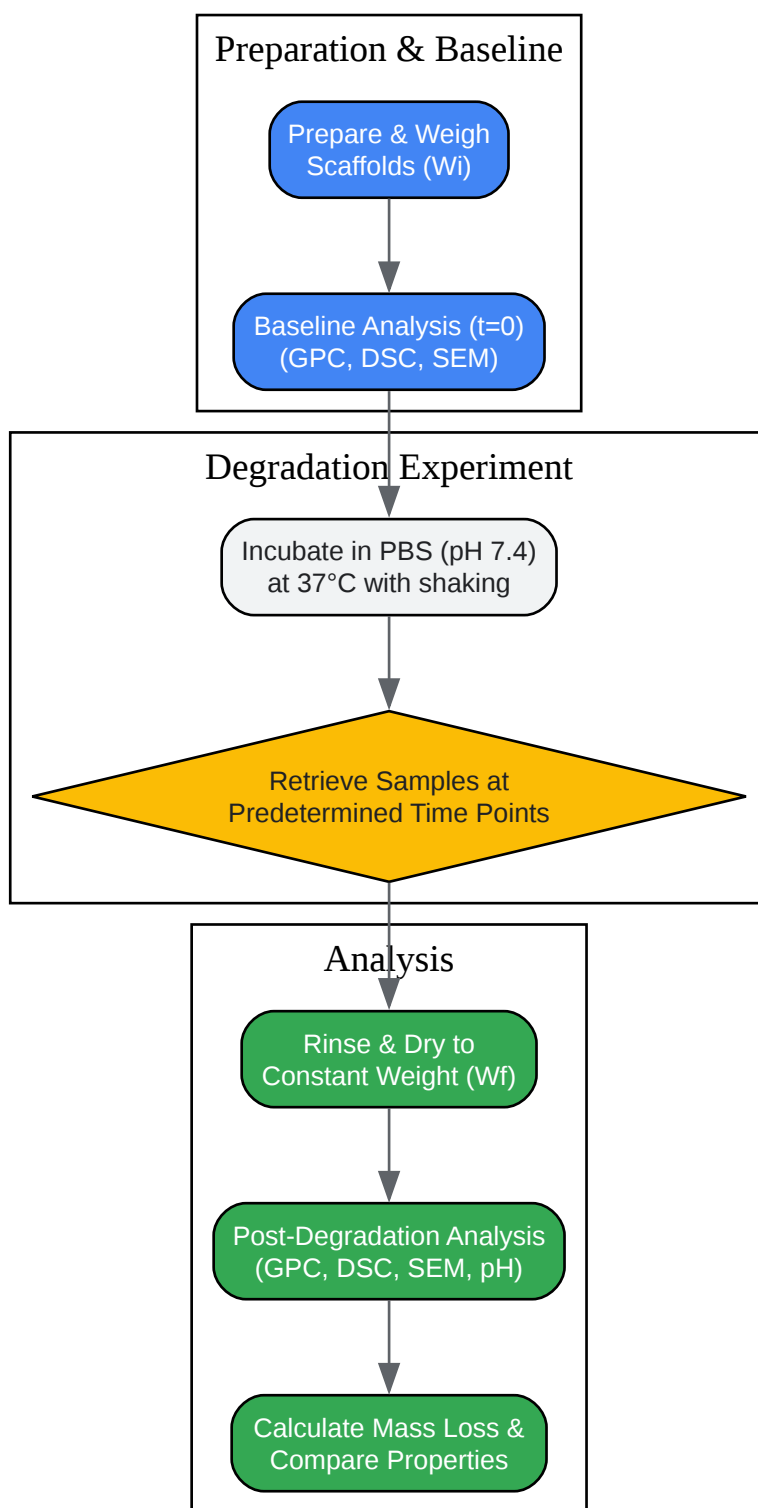 Preparation & Baseline
Prepare & Weigh
Scaffolds (Wi)
Baseline Analysis (t=0)
(GPC, DSC, SEM)
Degradation Experiment
Incubate in PBS (pH 7.4)
at 37°C with shaking
Retrieve Samples at
Predetermined Time Points
Analysis
Rinse & Dry to
Constant Weight (Wf)
Post-Degradation Analysis
(GPC, DSC, SEM, pH)
Calculate Mass Loss &
Compare Properties